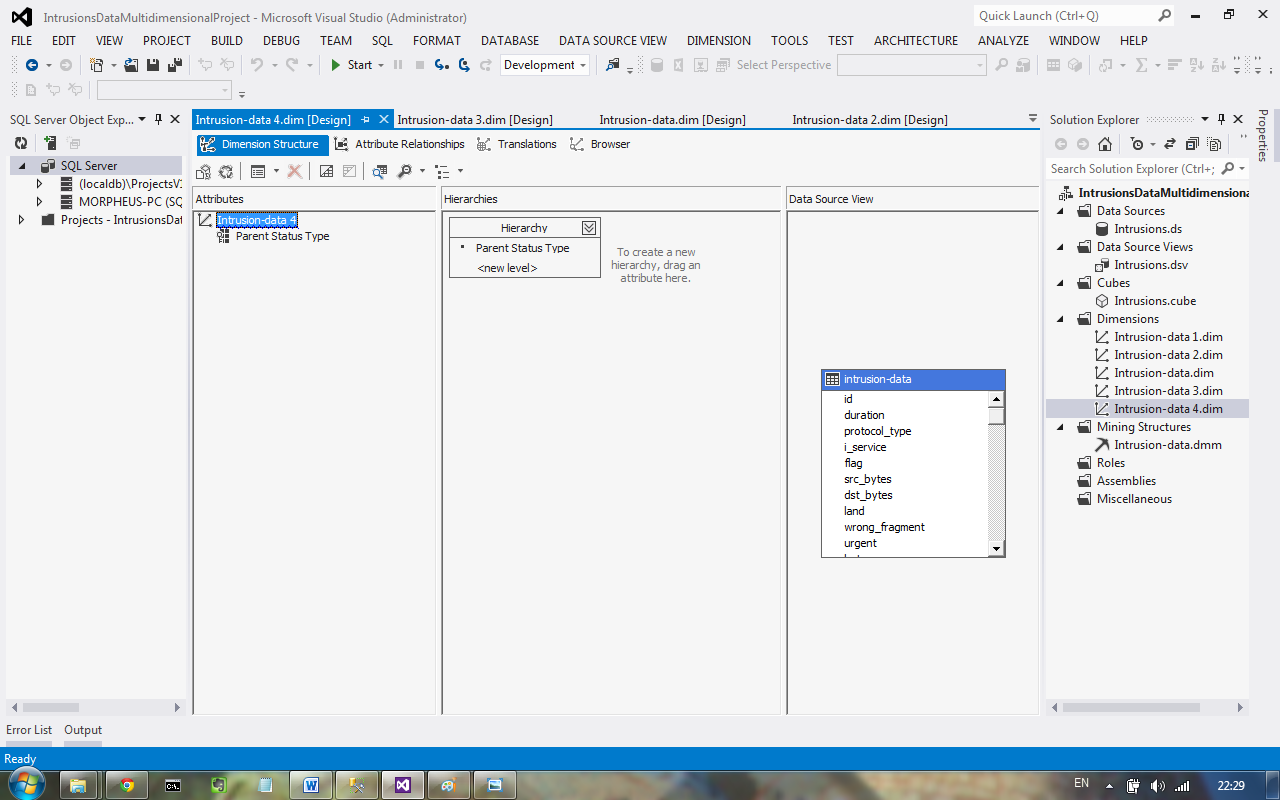 IntrusionsDataMultidimensionalProject - Microsoft Visual Studio (Administrator)
Quick Launch (Ctrl+Q)
FILE EDIT VIEW PROJECT BUILD DEBUG TEAM SQL FORMAT DATABASE DATA SOURCE VIEW DIMENSION TOOLS TEST ARCHITECTURE ANALYZE WINDOW HELP
Start Development Select Perspective
SQL Server Object Exp...
Intrusion-data 4.dim [Design] Intrusion-data 3.dim [Design] Intrusion-data.dim [Design] Intrusion-data 2.dim [Design]
Solution Explorer
Properties
Dimension Structure Attribute Relationships Translations Browser
Search Solution Explorer (Ctrl+;
SQL Server
(localdb)\ProjectsV
MORPHEUS-PC (SQ
Projects - IntrusionsDat
Attributes
Intrusion-data 4
Parent Status Type
Hierarchies
Hierarchy
Parent Status Type
<new level>
To create a new
hierarchy, drag an
attribute here.
Data Source View
intrusion-data
id
duration
protocol_type
i_service
flag
src_bytes
dst_bytes
land
wrong_fragment
urgent
IntrusionsDataMultidimensiona
Data Sources
Intrusions.ds
Data Source Views
Intrusions.dsv
Cubes
Intrusions.cube
Dimensions
Intrusion-data 1.dim
Intrusion-data 2.dim
Intrusion-data.dim
Intrusion-data 3.dim
Intrusion-data 4.dim
Mining Structures
Intrusion-data.dmm
Roles
Assemblies
Miscellaneous
Error List Output
Ready
EN
22:29